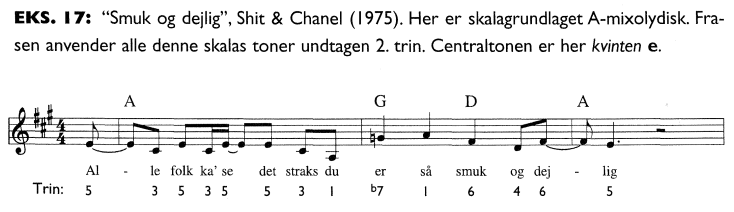 EKS. 17: “Smuk og dejlig”, Shit & Chanel (1975). Her er skalagrundlaget A-mixolydisk. Fra-
sen anvender alle denne skalas toner undtagen 2. trin. Centraltonen er her kvinten e.
A G D A
4
4
Al - le folk ka’ se det straks du er så smuk og dej - lig
Trin: 5 3 5 3 5 5 3 1 b7 1 6 4 6 5